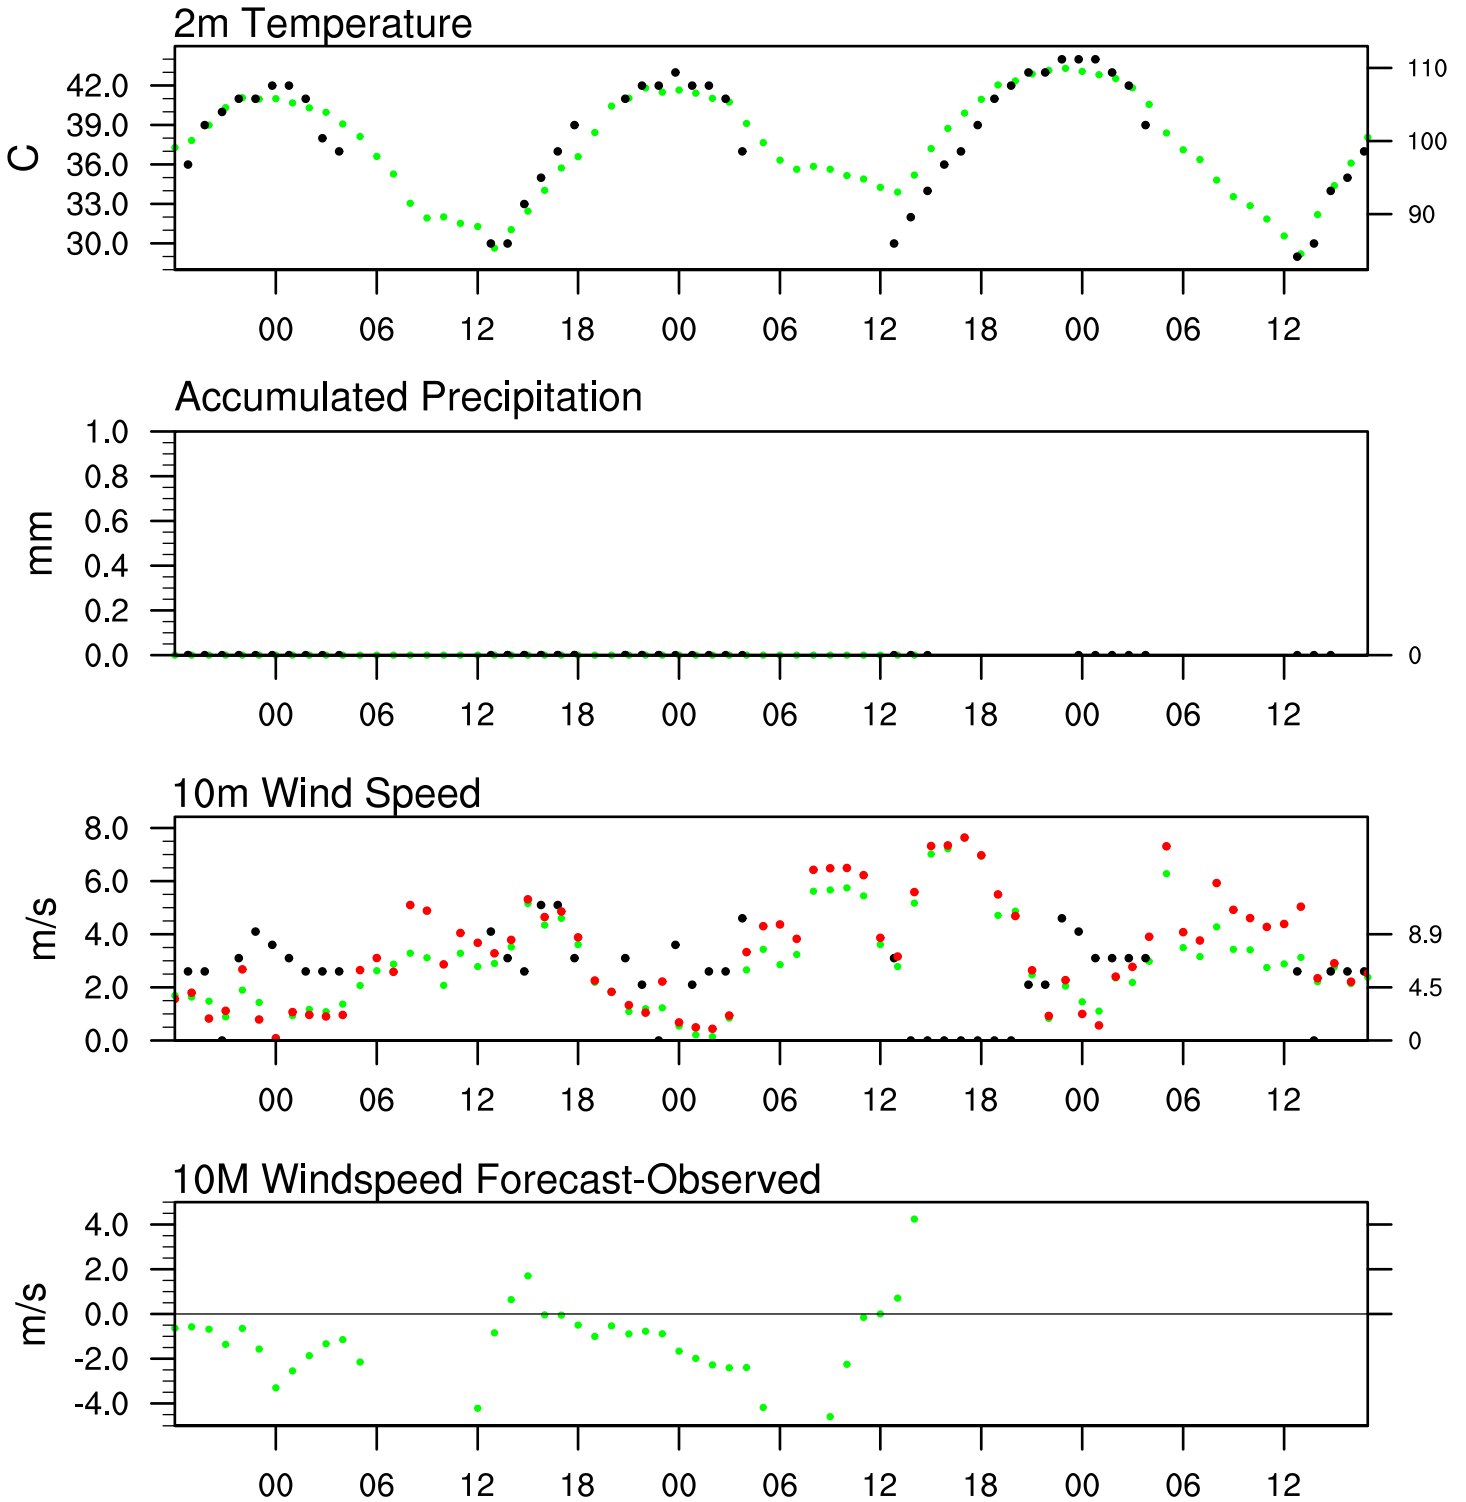 2m Temperature
C
42.0
39.0
36.0
33.0
30.0
110
100
90
00 06 12 18 00 06 12 18 00 06 12
Accumulated Precipitation
mm
1.0
0.8
0.6
0.4
0.2
0.0
0
00 06 12 18 00 06 12 18 00 06 12
10m Wind Speed
m/s
8.0
6.0
4.0
2.0
0.0
8.9
4.5
0
00 06 12 18 00 06 12 18 00 06 12
10M Windspeed Forecast-Observed
m/s
4.0
2.0
0.0
-2.0
-4.0
00 06 12 18 00 06 12 18 00 06 12